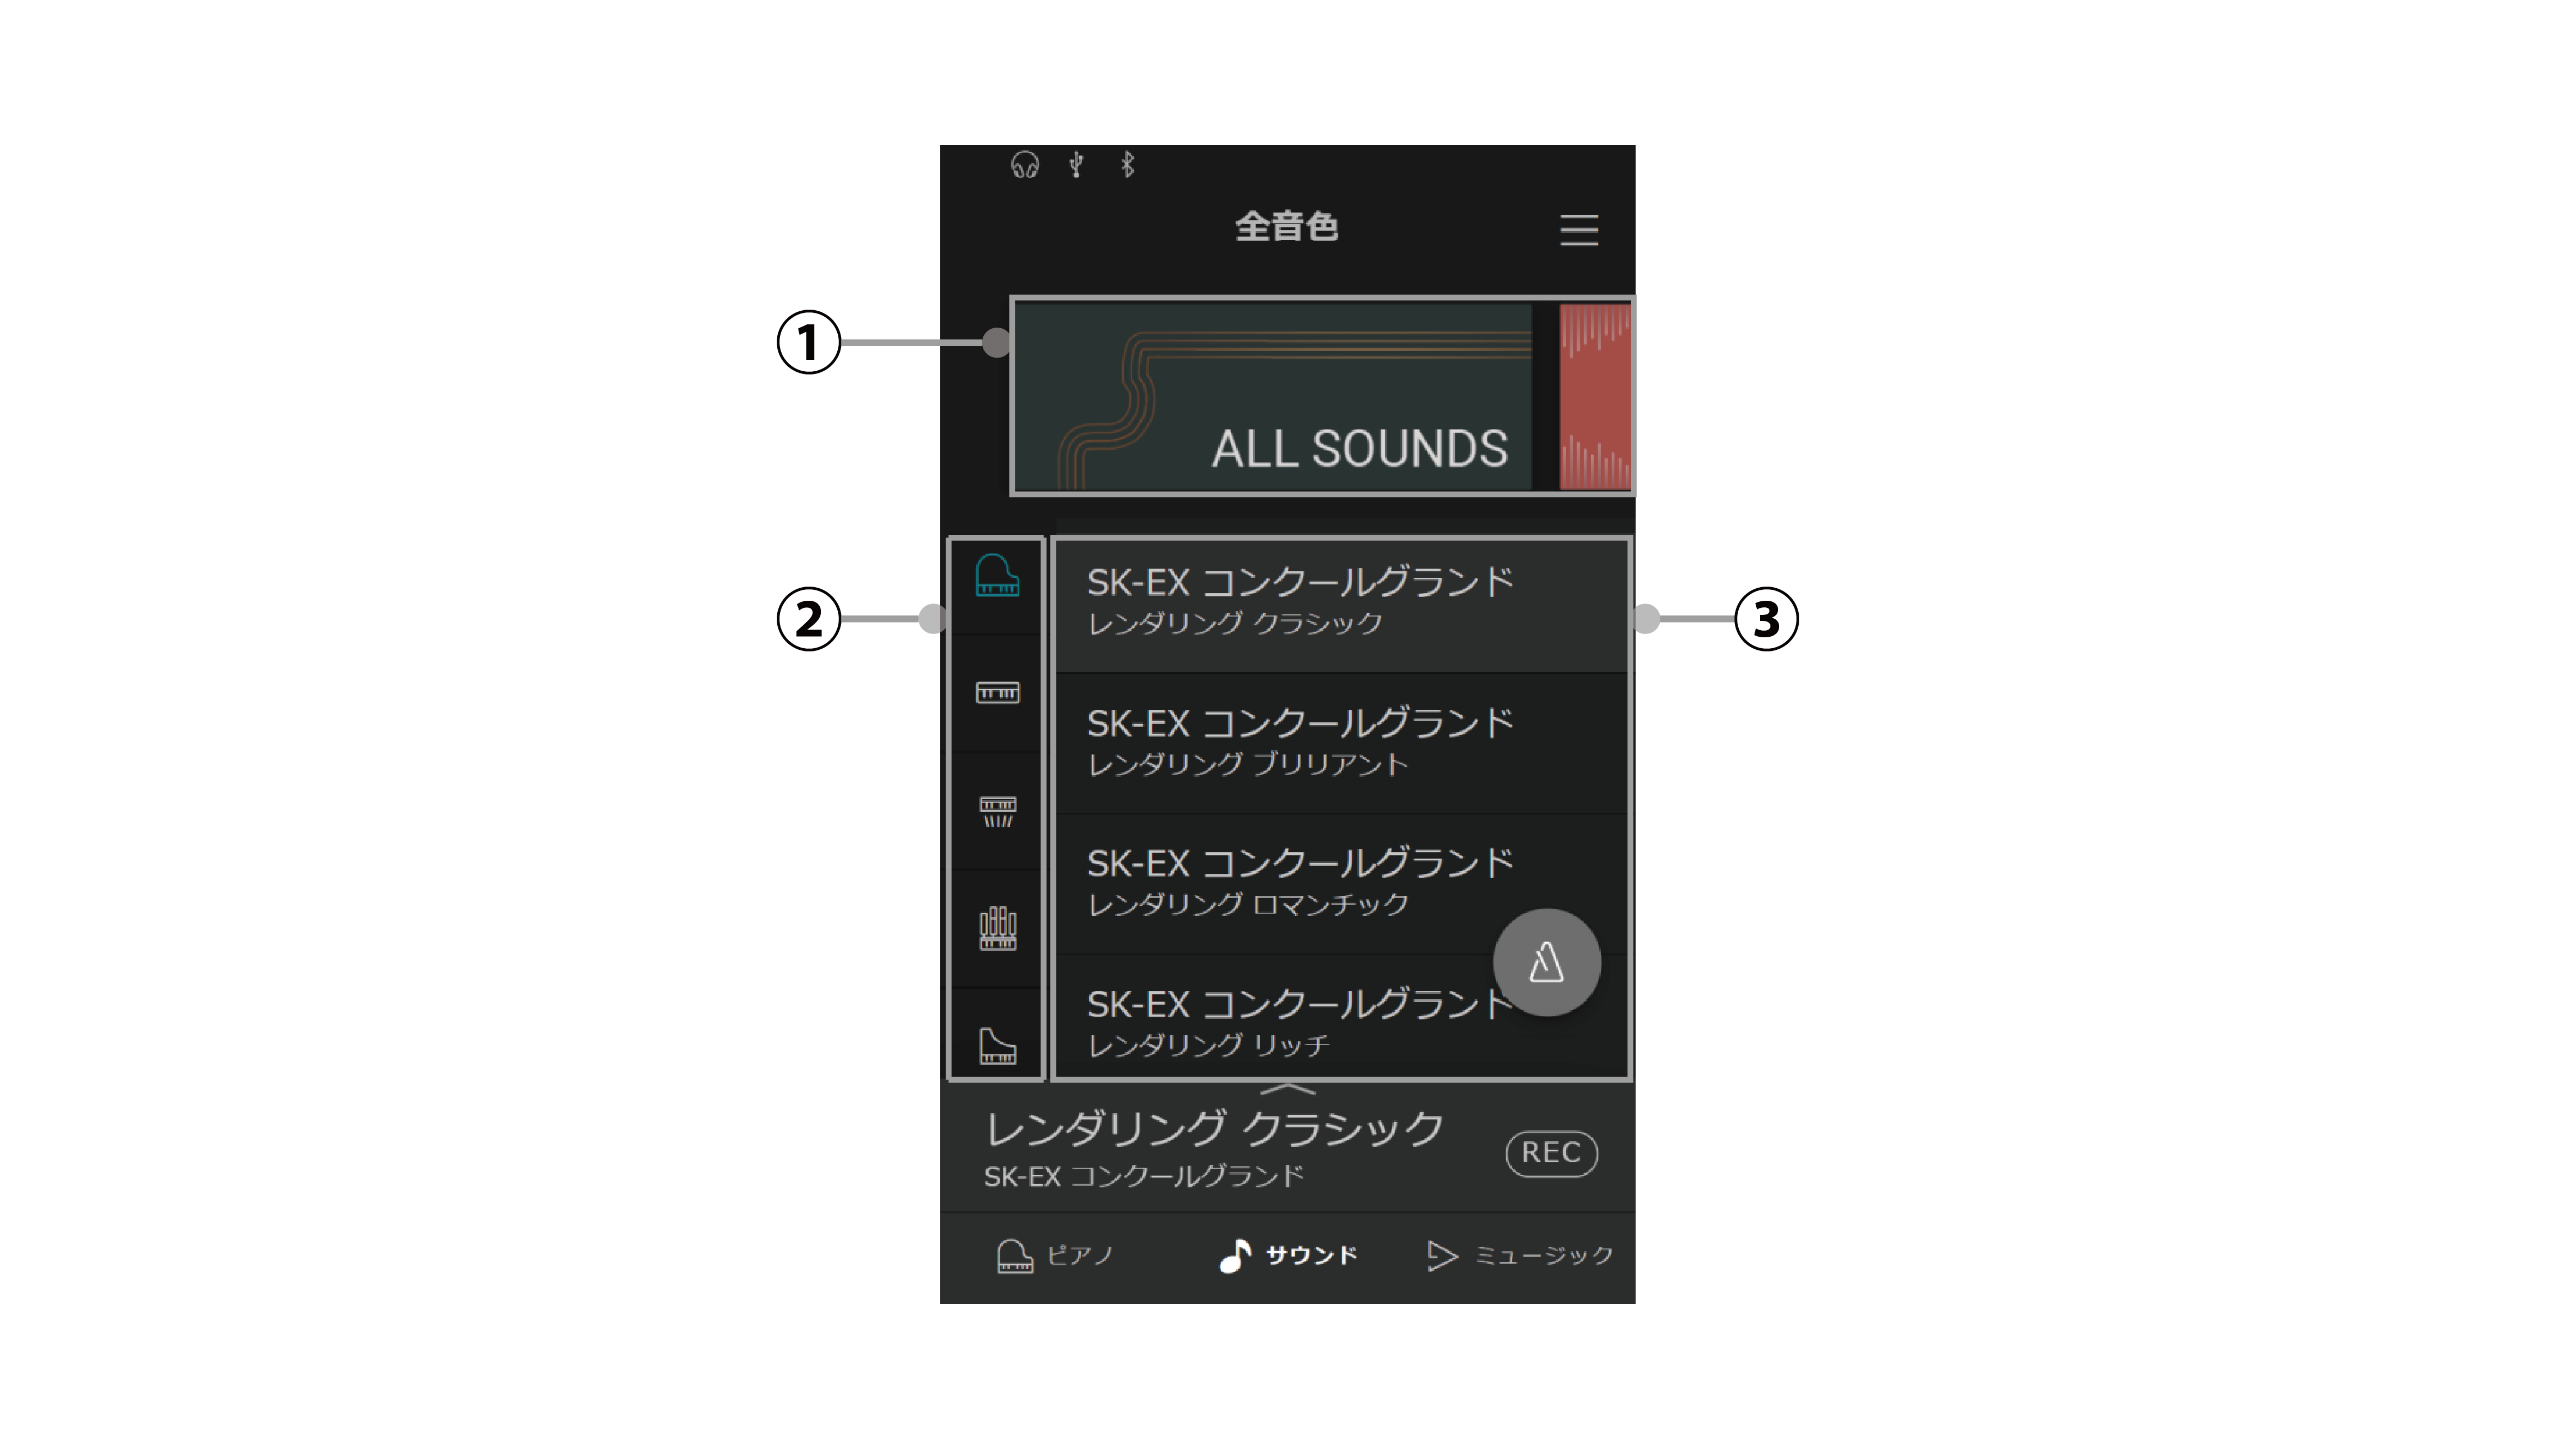 全音色
①
ALL SOUNDS
②
③
SK-EX コンクールグランド
レンダリング クラシック
SK-EX コンクールグランド
レンダリング ブリリアント
SK-EX コンクールグランド
レンダリング ロマンチック
SK-EX コンクールグランド
レンダリング リッチ
レンダリング クラシック
SK-EX コンクールグランド
REC
ピアノ サウンド ミュージック